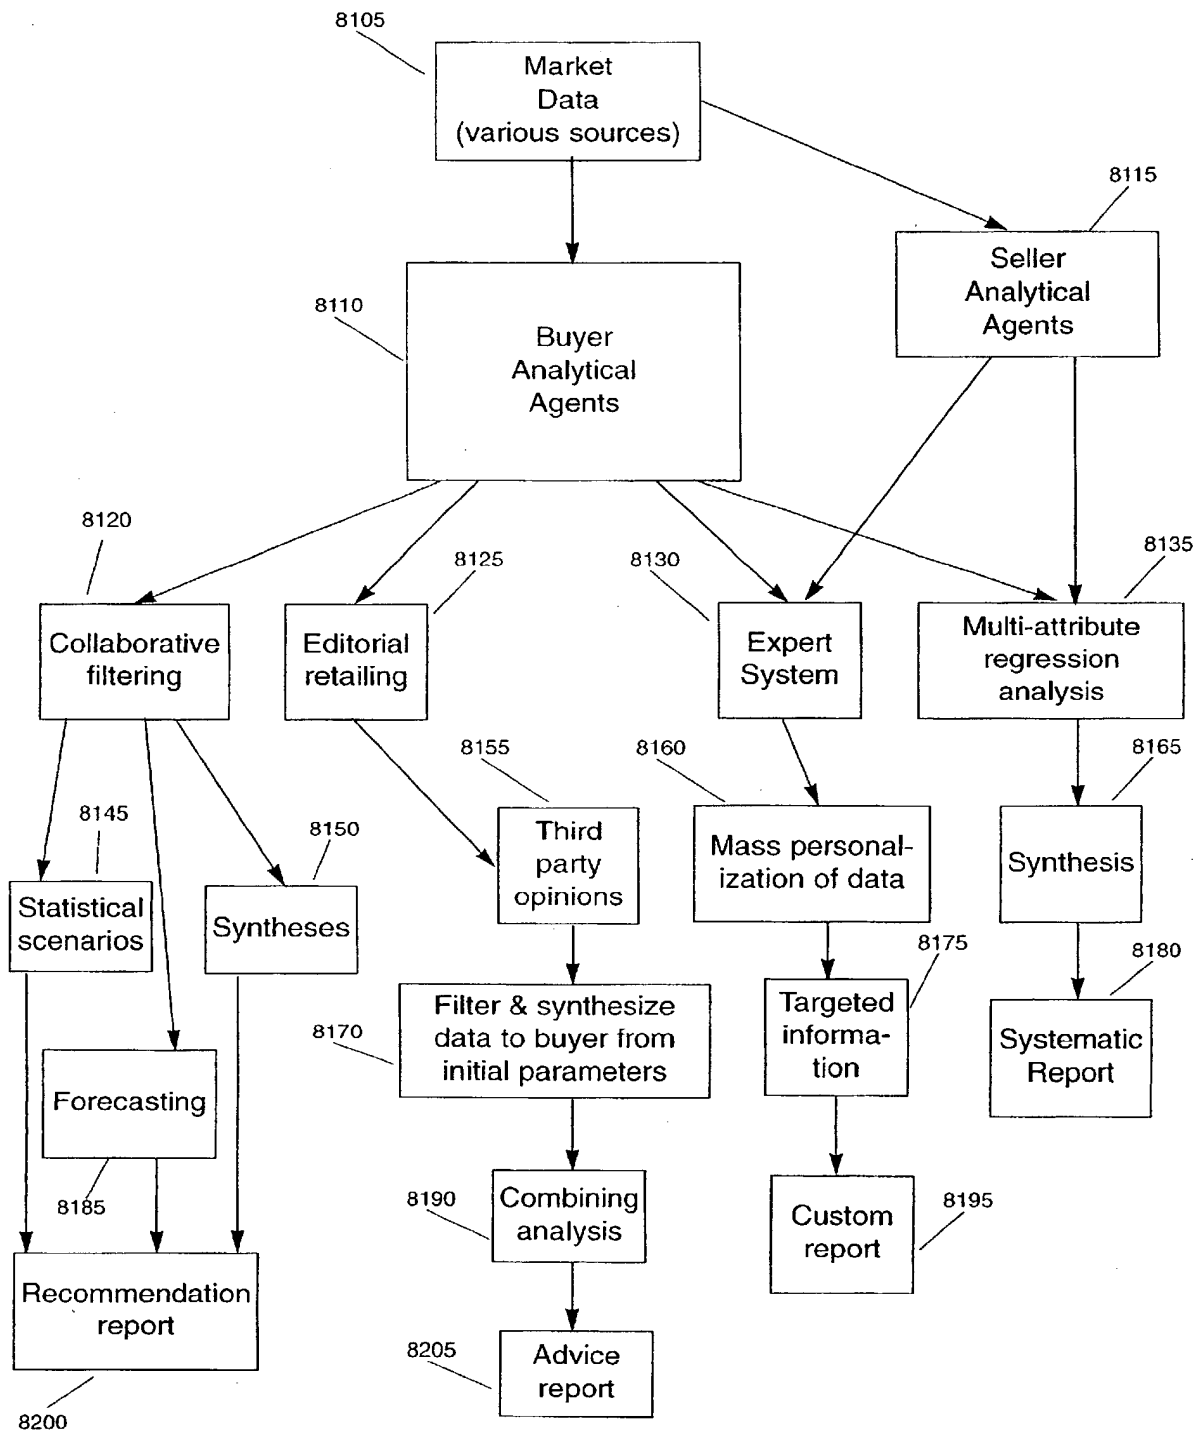 8105
Market
Data
(various sources)
8115
Seller
Analytical
Agents
8110
Buyer
Analytical
Agents
8120
8125
8130
8135
Collaborative
filtering
Editorial
retailing
Expert
System
Multi-attribute
regression
analysis
8155
8160
8165
8145
8150
Third
party
opinions
Mass personal-
ization of data
Synthesis
Statistical
scenarios
Syntheses
8175
8180
8170
Filter & synthesize
data to buyer from
initial parameters
Targeted
informa-
tion
Systematic
Report
Forecasting
8185
8190
Combining
analysis
Custom
report
8195
Recommendation
report
8200
8205
Advice
report